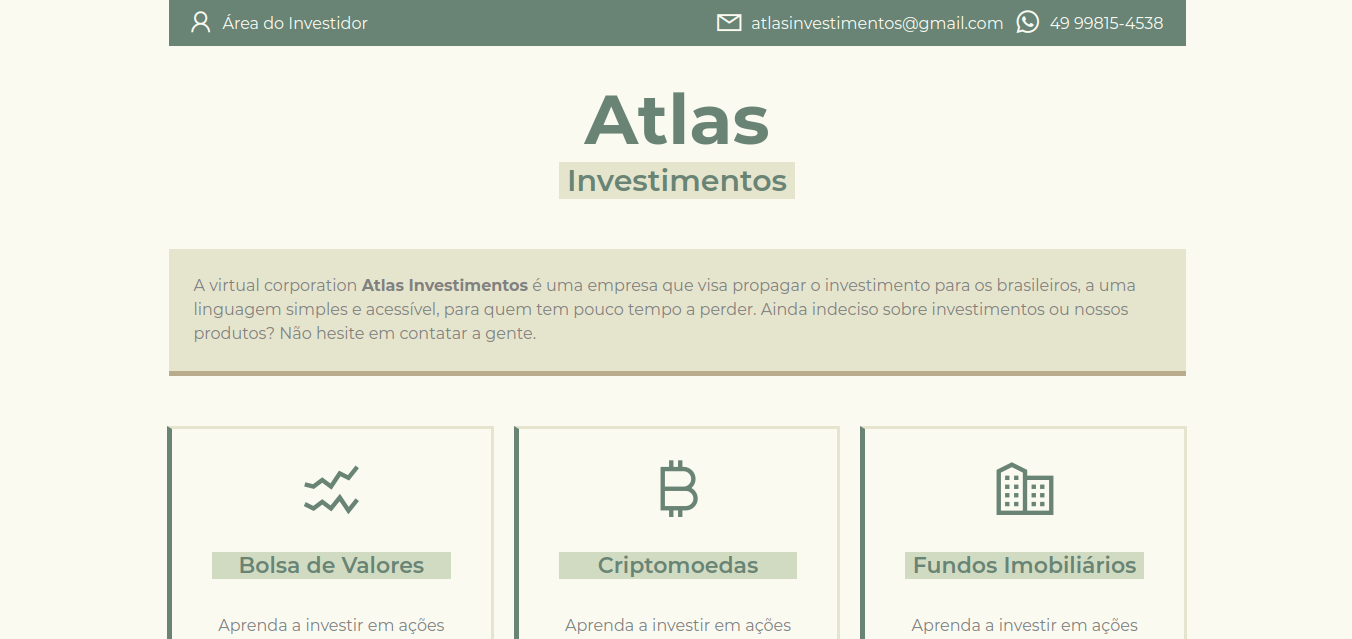 Área do Investidor
atlasinvestimentos@gmail.com
49 99815-4538
Atlas
Investimentos
A virtual corporation Atlas Investimentos é uma empresa que visa propagar o investimento para os brasileiros, a uma
linguagem simples e acessível, para quem tem pouco tempo a perder. Ainda indeciso sobre investimentos ou nossos
produtos? Não hesite em contatar a gente.
Bolsa de Valores
Aprenda a investir em ações
Criptomoedas
Aprenda a investir em ações
Fundos Imobiliários
Aprenda a investir em ações